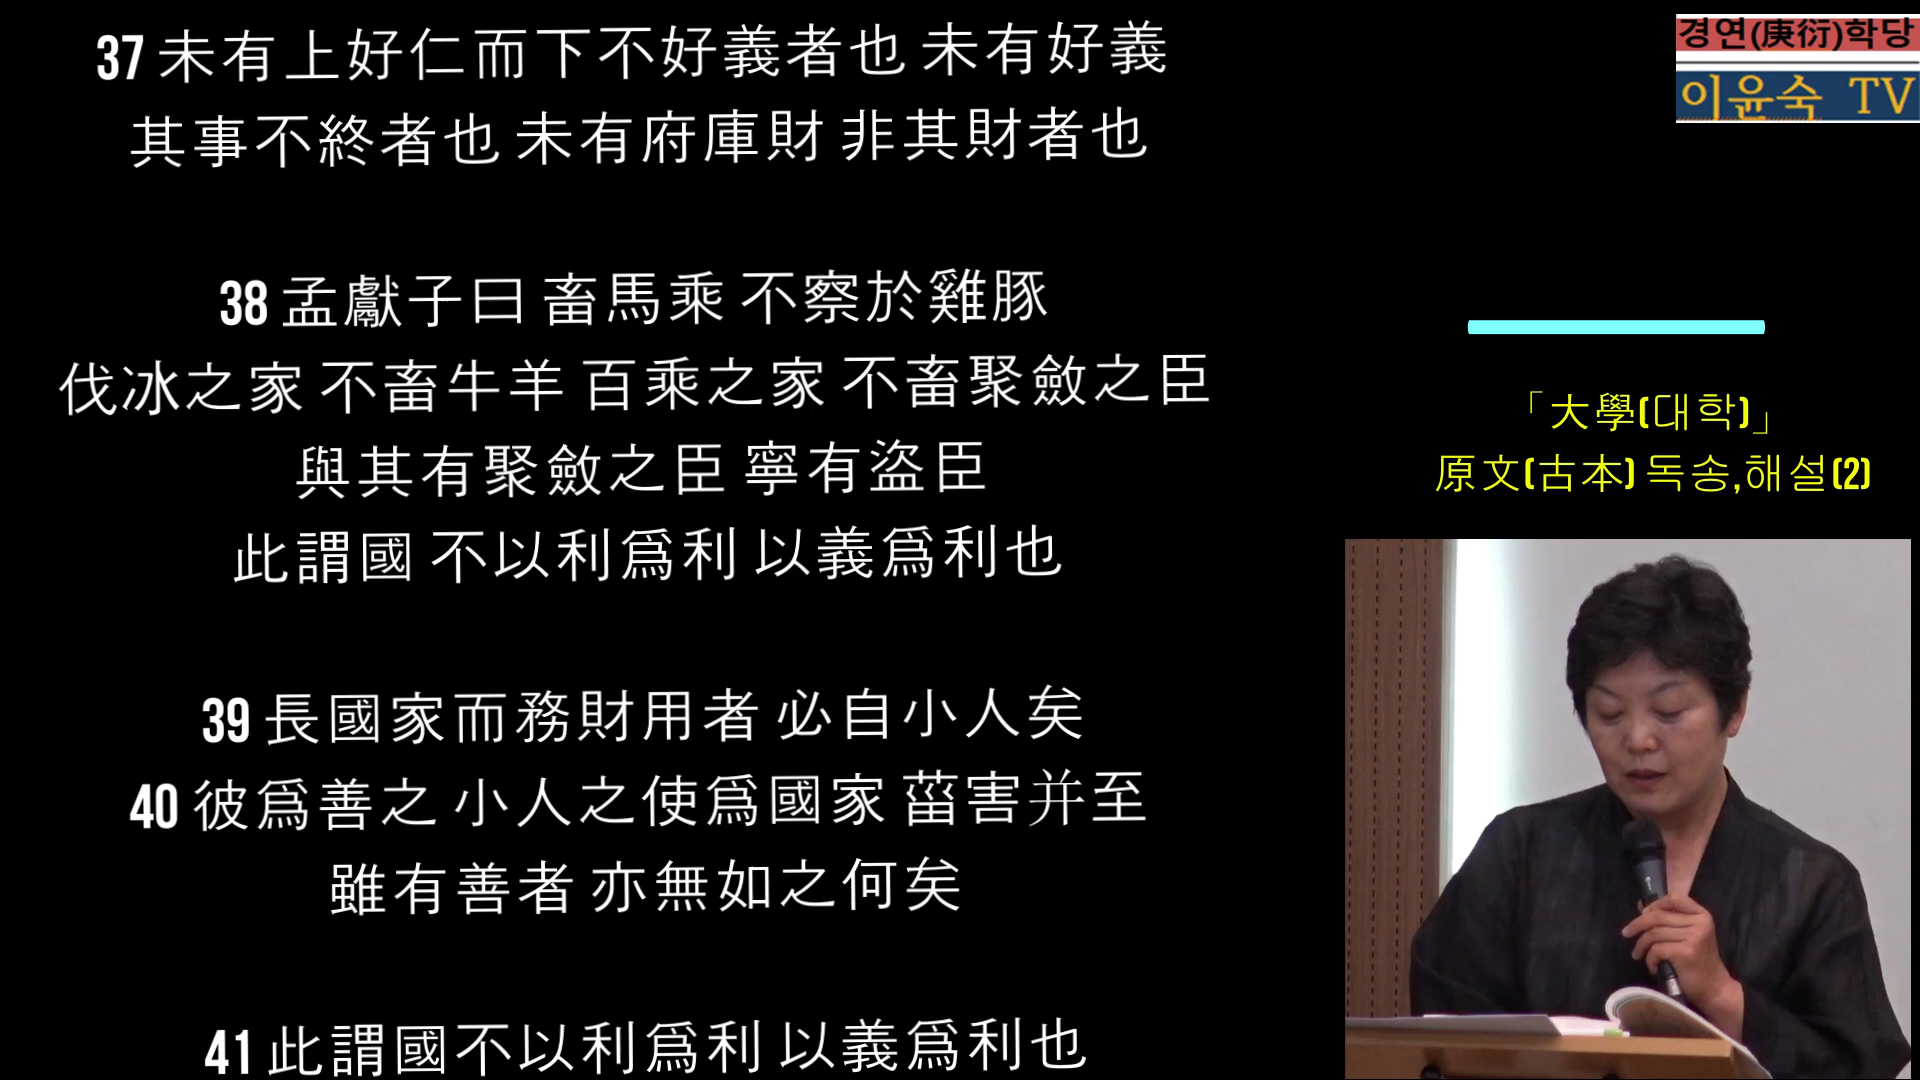 37 未有上好仁而下不好義者也 未有好義
其事不終者也 未有府庫財 非其財者也
38 孟獻子曰 畜馬乘 不察於雞豚
伐冰之家 不畜牛羊 百乘之家 不畜聚斂之臣
與其有聚斂之臣 寧有盜臣
此謂國 不以利爲利 以義爲利也
39 長國家而務財用者 必自小人矣
40 彼爲善之 小人之使爲國家 菑害并至
雖有善者 亦無如之何矣
41 此謂國不以利爲利 以義爲利也
경연(庚衍)학당
이윤숙 TV
「大學(대학)」
原文(古本) 독송,해설(2)